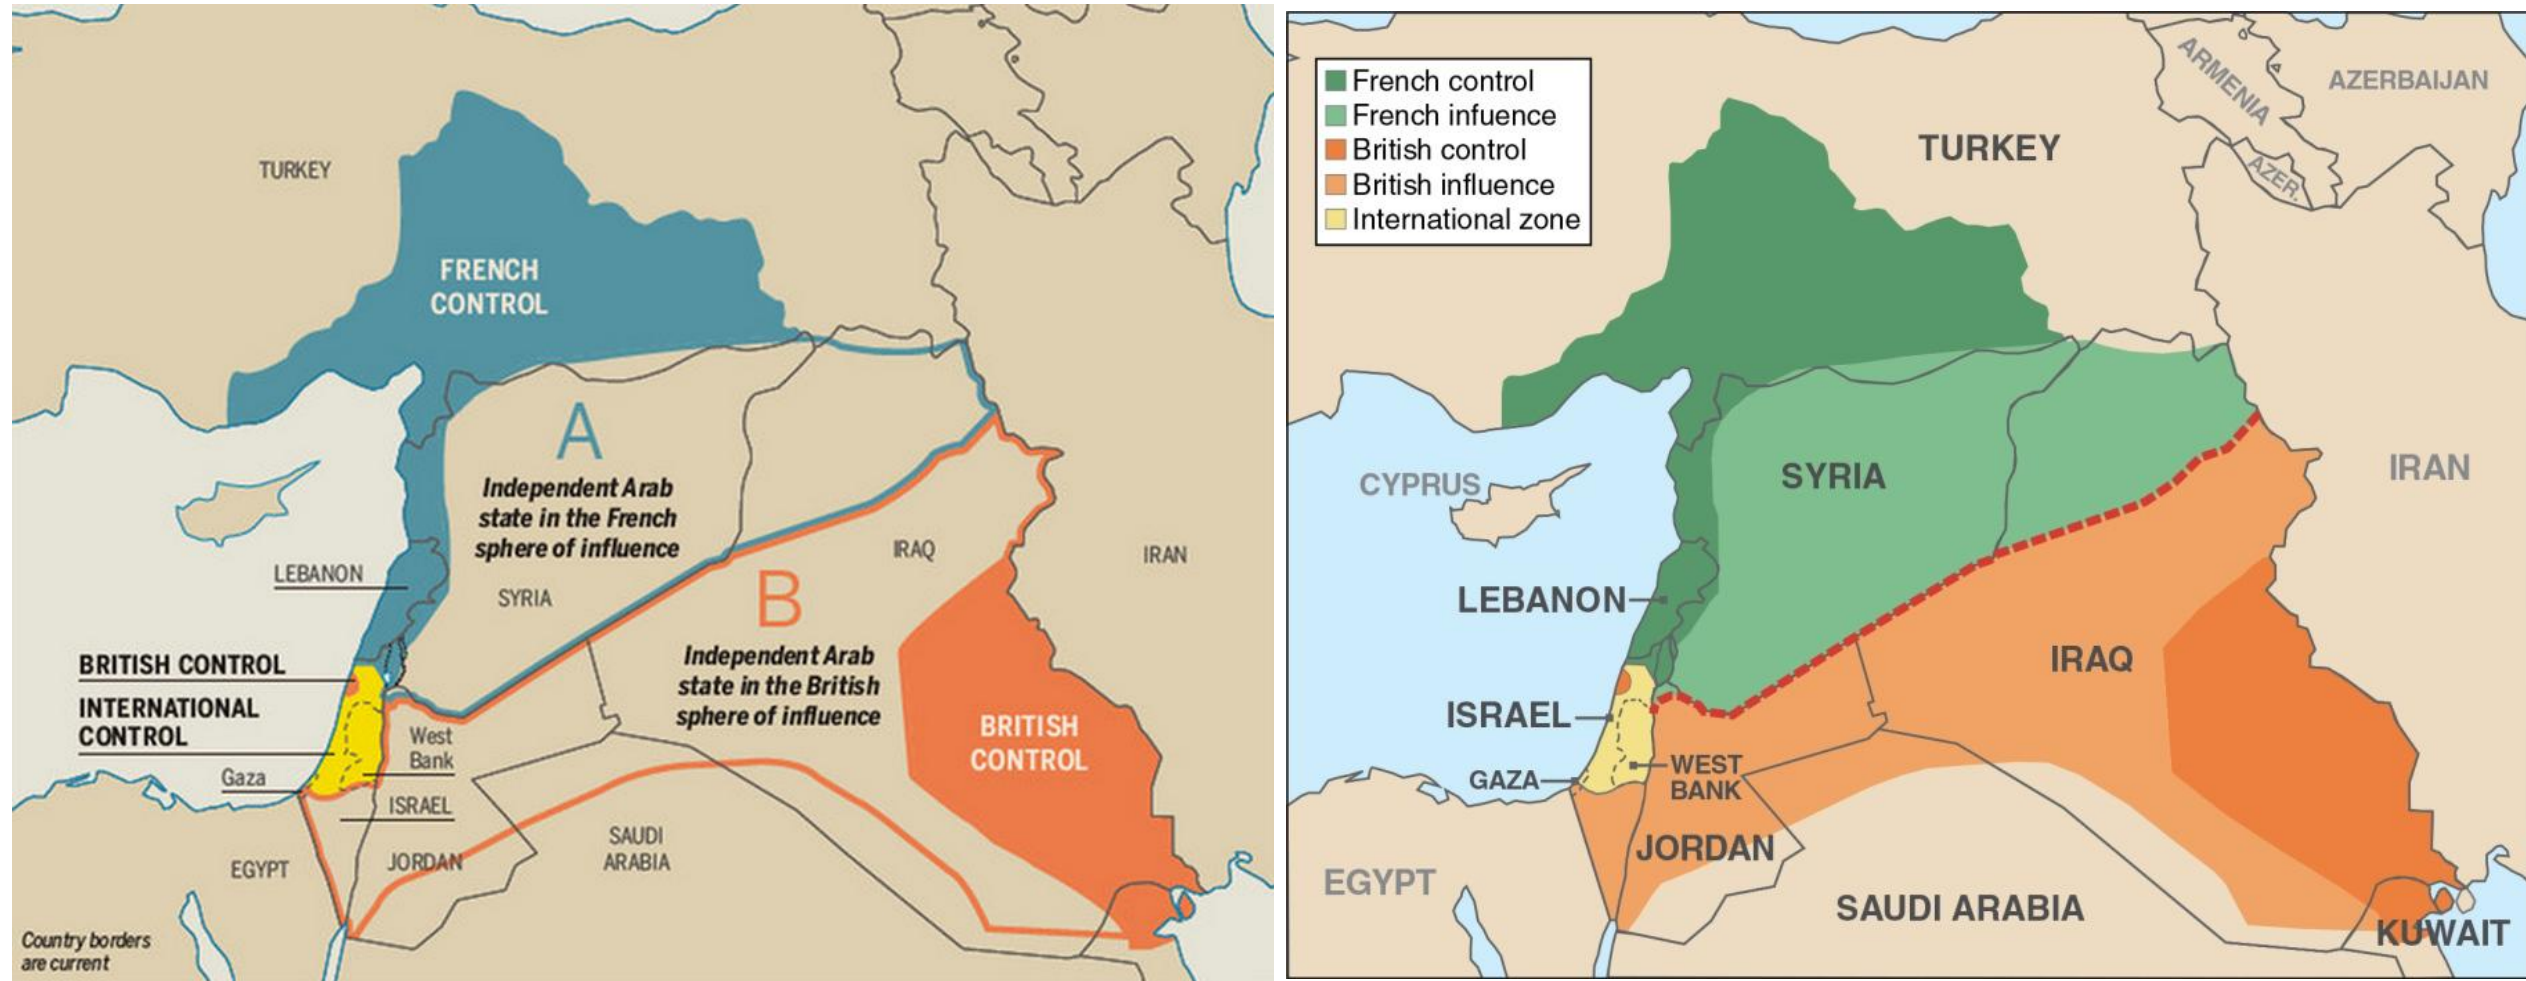 TURKEY
FRENCH
CONTROL
A
Independent Arab
state in the French
sphere of influence
IRAQ
IRAN
LEBANON
SYRIA
B
BRITISH CONTROL
Independent Arab
state in the British
sphere of influence
INTERNATIONAL
CONTROL
BRITISH
CONTROL
West
Bank
Gaza
ISRAEL
SAUDI
ARABIA
JORDAN
EGYPT
Country borders
are current
French control
French infuence
British control
British influence
International zone
ARMENIA
AZERBAIJAN
TURKEY
AZER.
CYPRUS
SYRIA
IRAN
LEBANON
IRAQ
ISRAEL
WEST
BANK
GAZA
JORDAN
EGYPT
SAUDI ARABIA
KUWAIT